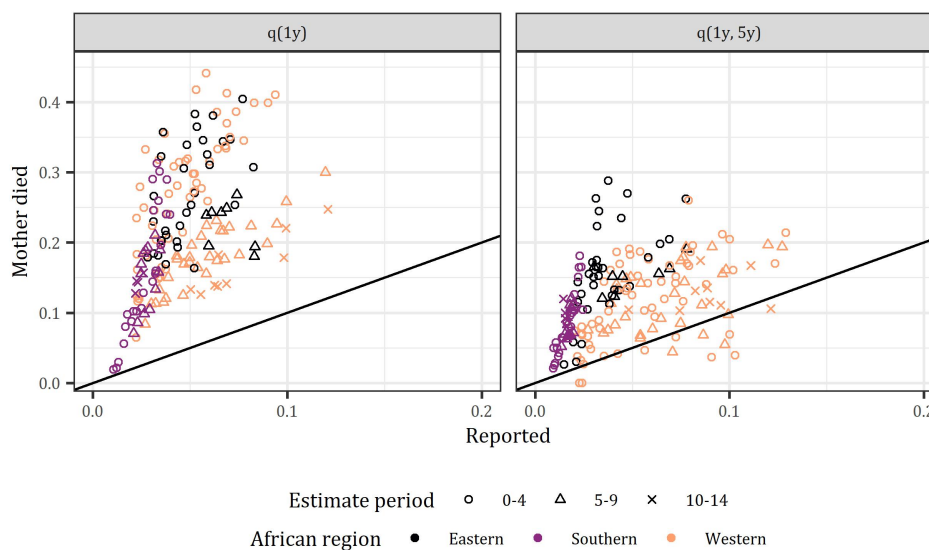 q(1y)
q(1y, 5y)
Mother died
0.4
0.3
0.2
0.1
0.0
0.0
0.1
0.2
0.0
0.1
0.2
Reported
Estimate period 0-4 5-9 10-14
African region Eastern Southern Western